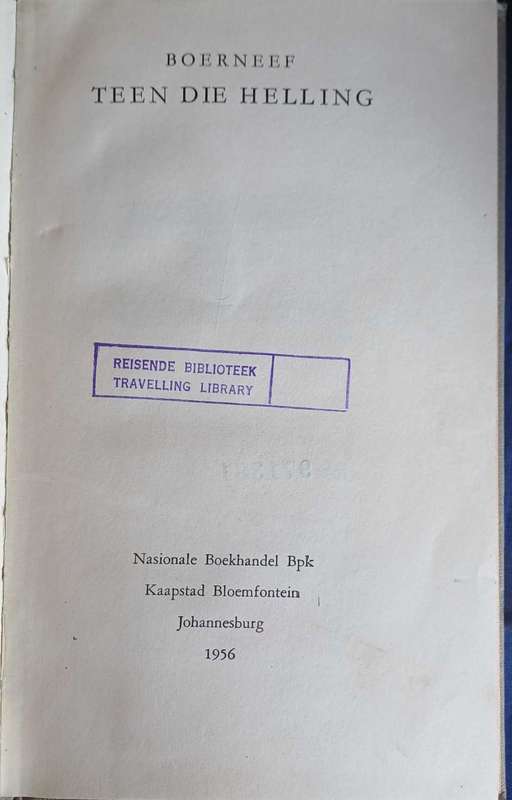 BOERNEEF
TEEN DIE HELLING
REISENDE BIBLIOTEEK
TRAVELLING LIBRARY
Nasionale Boekhandel Bpk
Kaapstad Bloemfontein
Johannesburg
1956